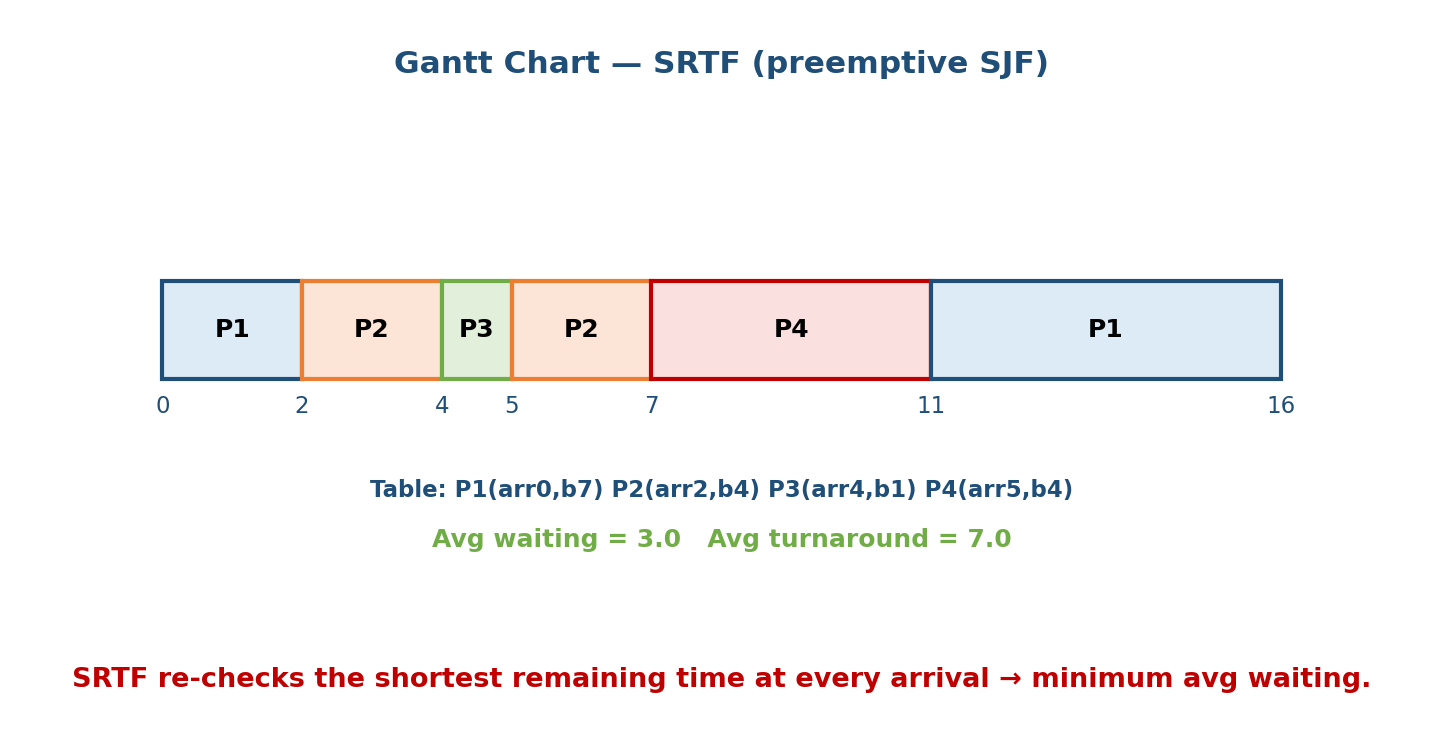 Gantt Chart — SRTF (preemptive SJF)
P1 P2 P3 P2 P4 P1
0 2 4 5 7 11 16
Table: P1(arr0,b7) P2(arr2,b4) P3(arr4,b1) P4(arr5,b4)
Avg waiting = 3.0   Avg turnaround = 7.0
SRTF re-checks the shortest remaining time at every arrival → minimum avg waiting.